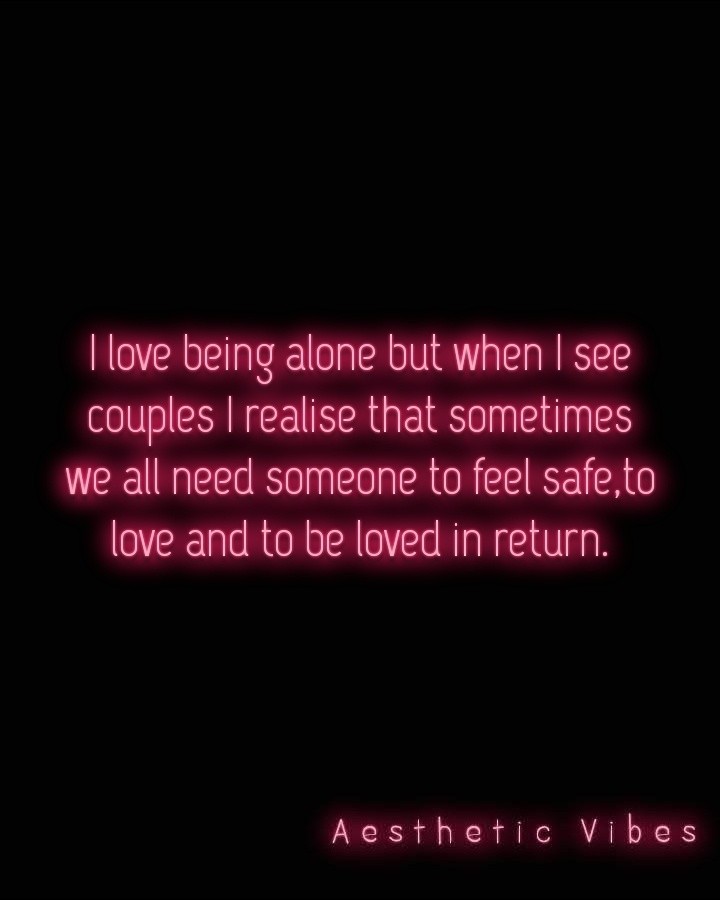 I love being alone but when I see
couples I realise that sometimes
we all need someone to feel safe,to
love and to be loved in return.
Aesthetic Vibes